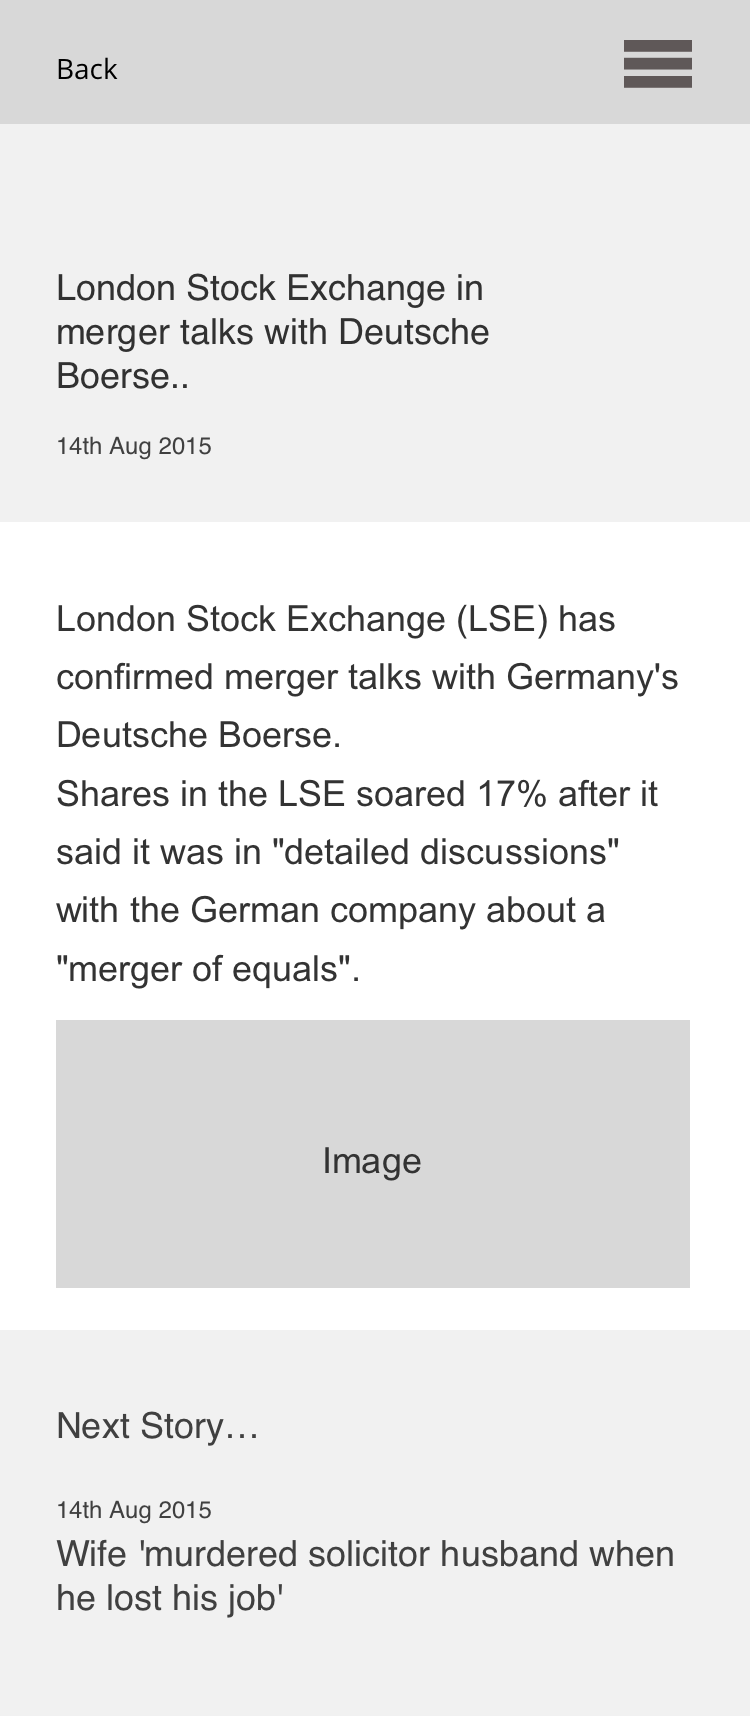 Back
London Stock Exchange in
merger talks with Deutsche
Boerse..
14th Aug 2015
London Stock Exchange (LSE) has
confirmed merger talks with Germany's
Deutsche Boerse.
Shares in the LSE soared 17% after it
said it was in "detailed discussions"
with the German company about a
"merger of equals".
Image
Next Story…
14th Aug 2015
Wife 'murdered solicitor husband when
he lost his job'